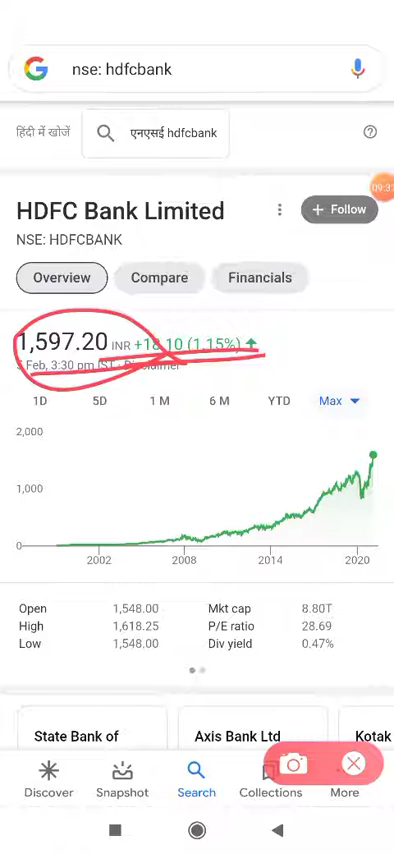 nse: hdfcbank
हिंदी में खोजें
एनएसई hdfcbank
HDFC Bank Limited
+ Follow
NSE: HDFCBANK
Overview Compare Financials
1,597.20 INR +18.10 (1.15%)
Feb, 3:30 pm IST · Disclaimer
1D 5D 1 M 6 M YTD Max
2,000
1,000
0
2002 2008 2014 2020
Open 1,548.00 Mkt cap 8.80T
High 1,618.25 P/E ratio 28.69
Low 1,548.00 Div yield 0.47%
State Bank of Axis Bank Ltd Kotak
Discover Snapshot Search Collections More